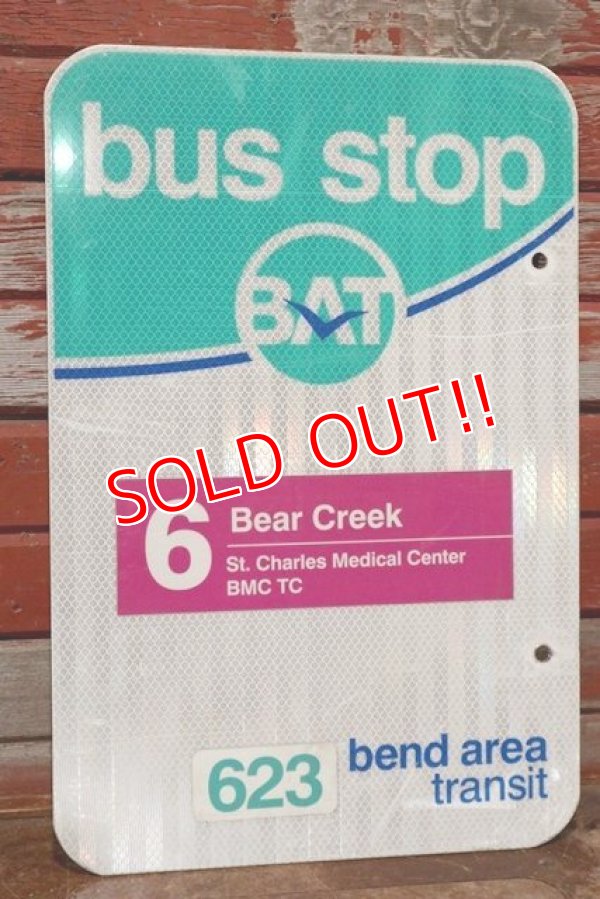 bus stop
BAT
SOLD OUT!!
6
Bear Creek
St. Charles Medical Center
BMC TC
623
bend area
transit